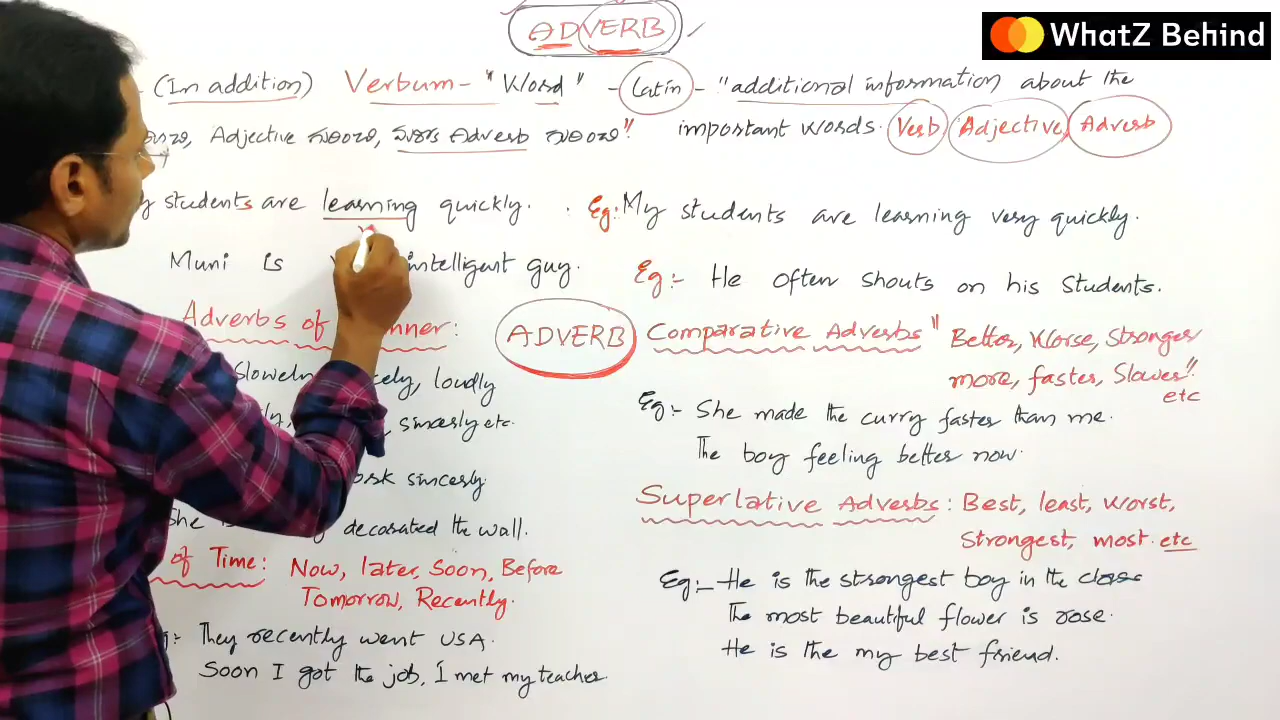 ADVERB
WhatZ Behind
(In addition) Verbum - "Word" - Latin - "additional information about the
Adjective గురించి, మరొక Adverb గురించి" important words. Verb Adjective, Adverb
students are learning quickly.
Eg: My students are learning very quickly.
Muni is intelligent guy.
Eg:- He often shouts on his students.
Adverbs of
ADVERB
Slowely loudly
sincerly etc.
sincerly
decorated the wall.
of Time: Now, later, Soon, Before
Tomorrow, Recently.
They recently went USA.
Soon I got the job, I met my teacher.
Comparative Adverbs" Better, Worse, Stronger
more, faster, Slower".
etc
Eg:- She made the curry faster than me.
The boy feeling better now.
Superlative Adverbs: Best, least, worst,
Strongest, most. etc
Eg:- He is the strongest boy in the class
The most beautiful flower is rose.
He is the my best friend.